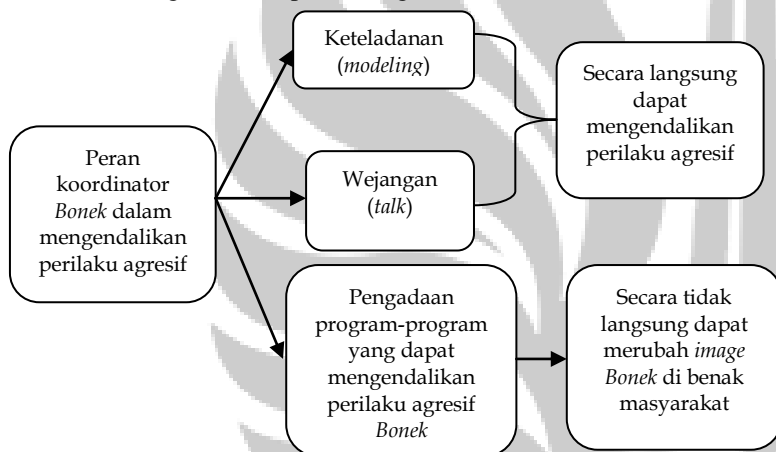 Keteladanan
(modeling)
Secara langsung
dapat
mengendalikan
perilaku agresif
Peran
koordinator
Bonek dalam
mengendalikan
perilaku agresif
Wejangan
(talk)
Pengadaan
program-program
yang dapat
mengendalikan
perilaku agresif
Bonek
Secara tidak
langsung dapat
merubah image
Bonek di benak
masyarakat